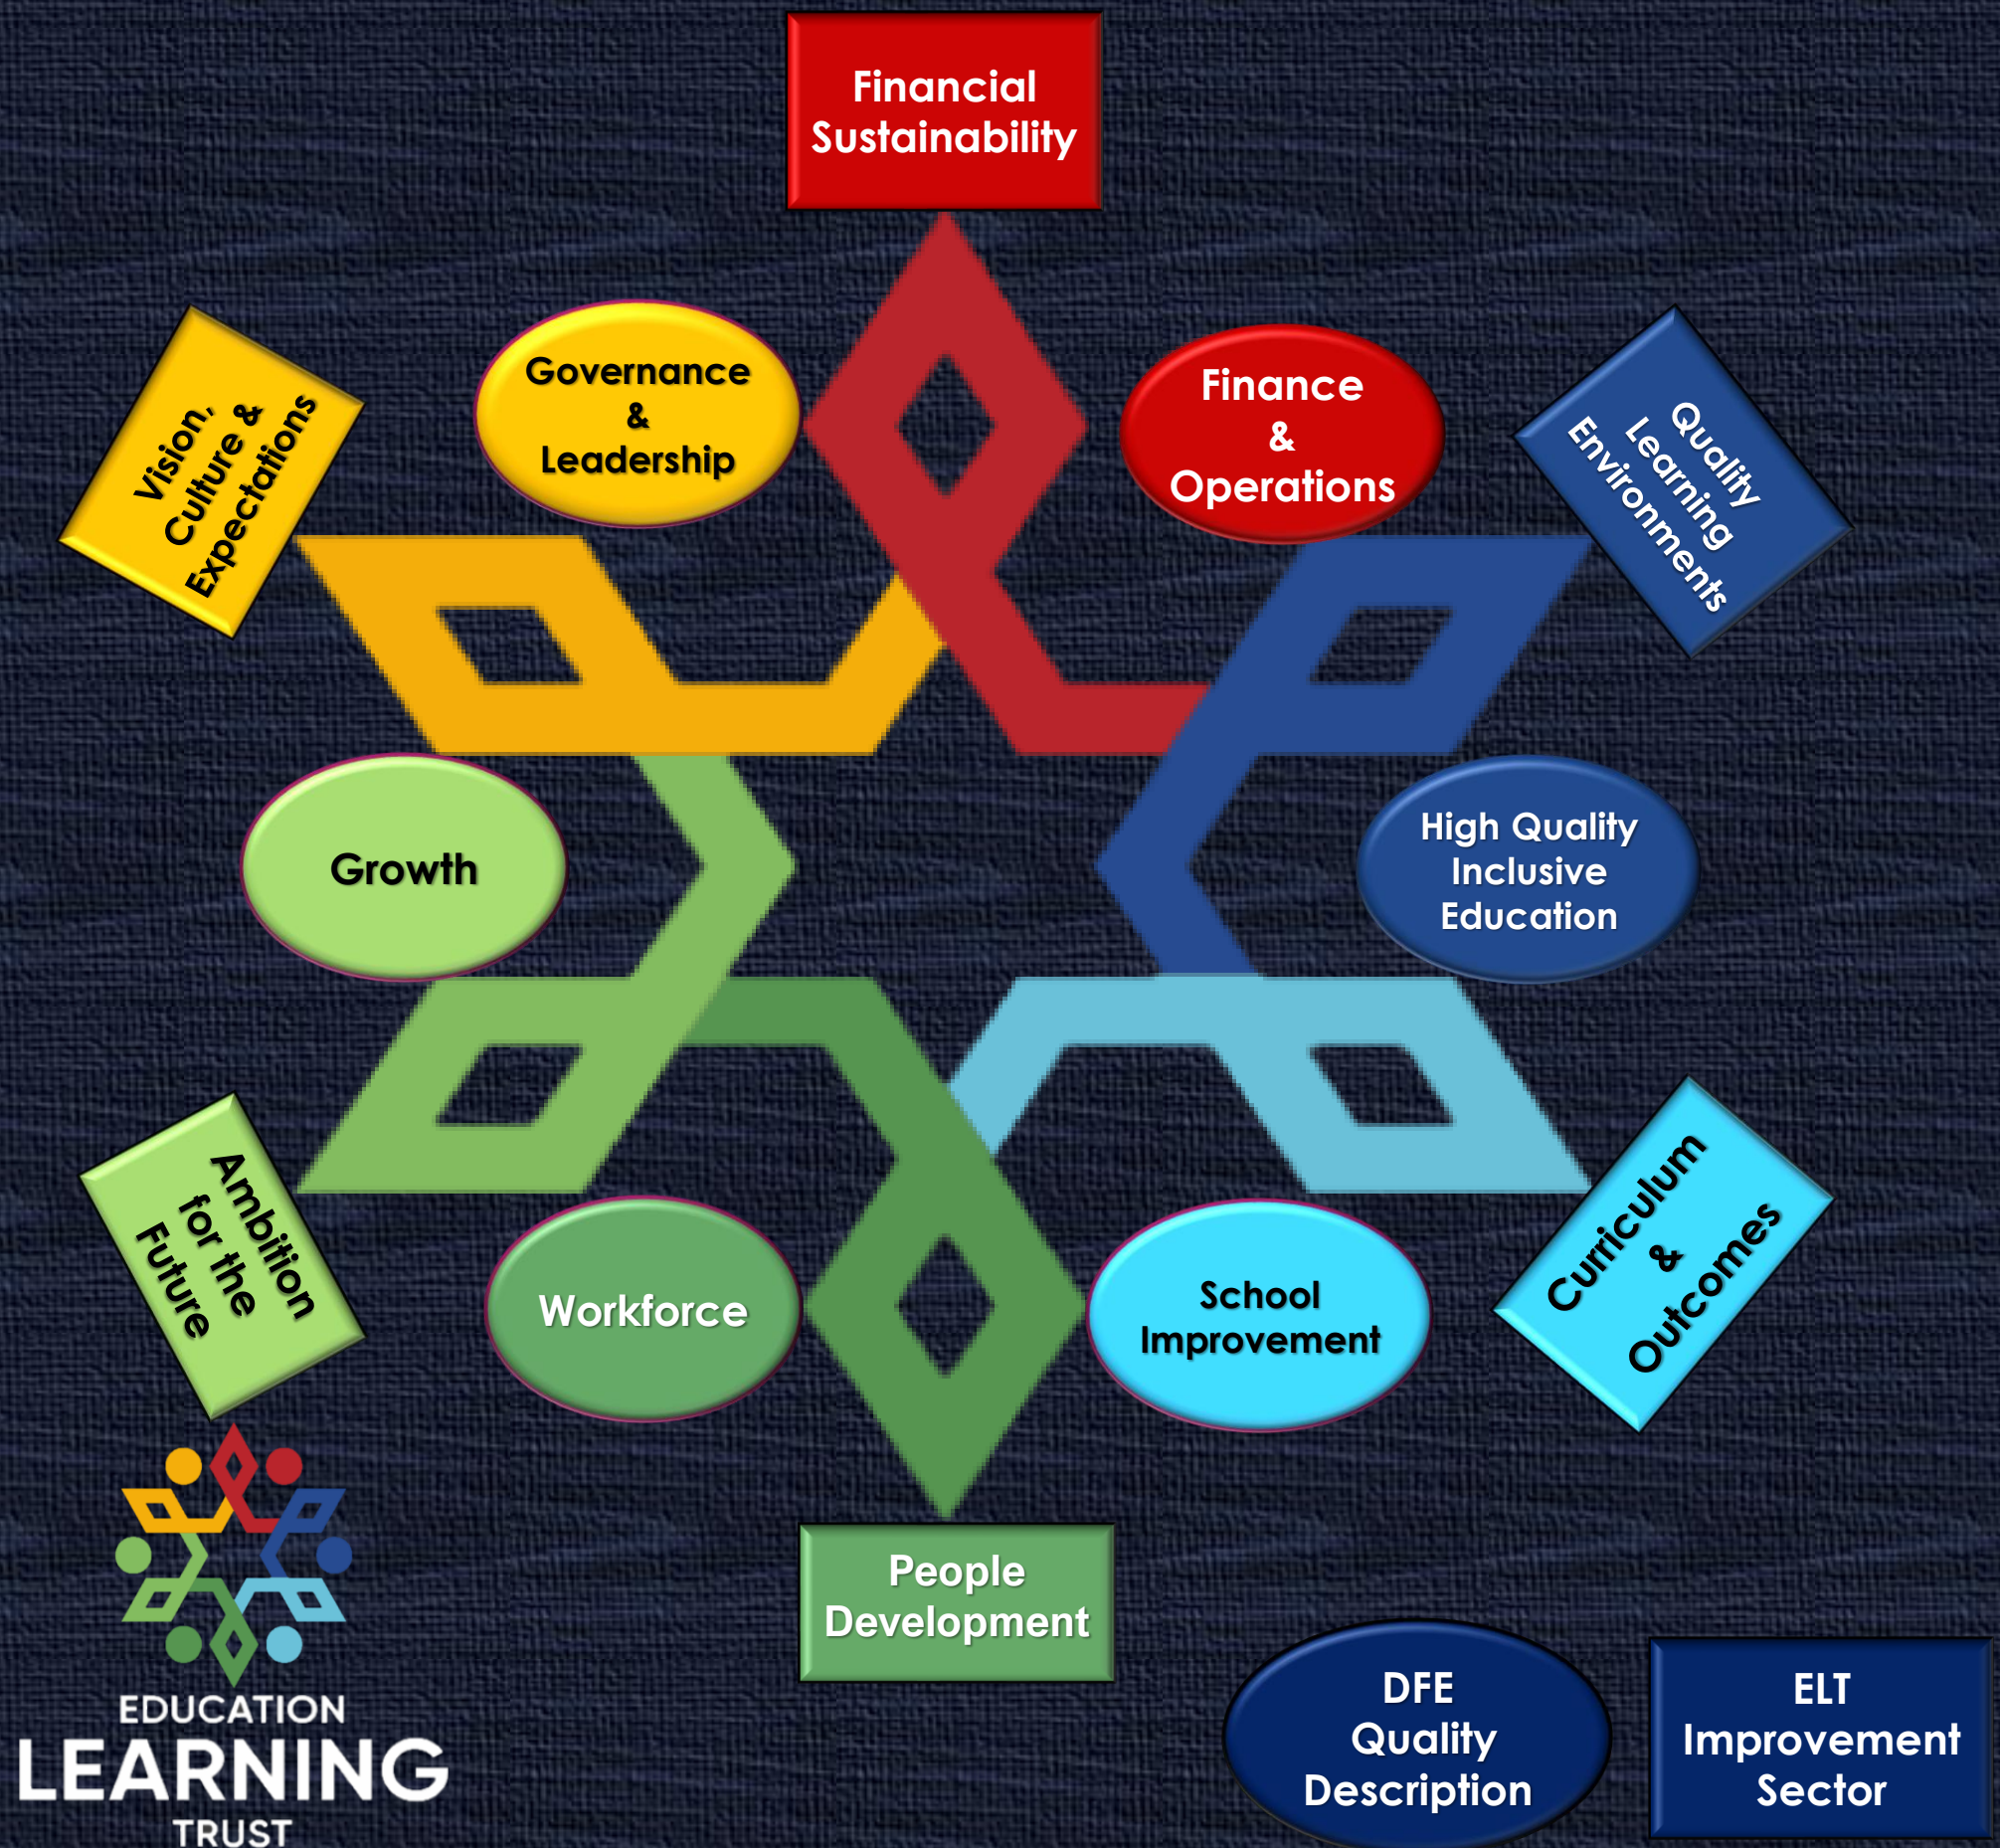 Financial
Sustainability
Governance
&
Leadership
Finance
&
Operations
Vision,
Culture &
Expectations
Quality
Learning
Environments
Growth
High Quality
Inclusive
Education
Ambition
for the
Future
Workforce
School
Improvement
Curriculum
&
Outcomes
People
Development
EDUCATION
LEARNING
TRUST
DFE
Quality
Description
ELT
Improvement
Sector